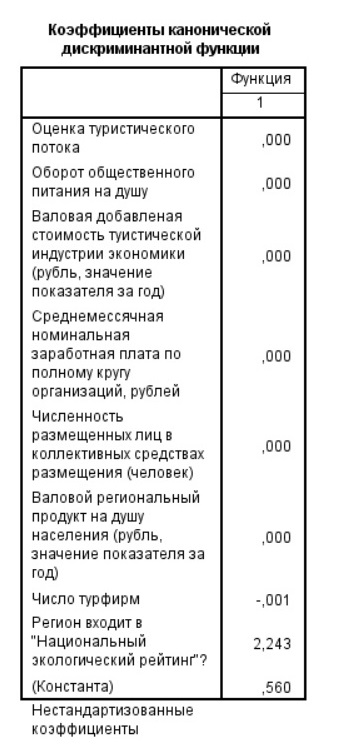 Коэффициенты канонической
дискриминантной функции
Функция
1
Оценка туристического
потока
,000
Оборот общественного
питания на душу
,000
Валовая добавленая
стоимость туистической
индустрии экономики
(рубль, значение
показателя за год)
,000
Среднемессячная
номинальная
заработная плата по
полному кругу
организаций, рублей
,000
Численность
размещенных лиц в
коллективных средствах
размещения (человек)
,000
Валовой региональный
продукт на душу
населения (рубль,
значение показателя за
год)
,000
Число турфирм
-,001
Регион входит в
"Национальный
экологический рейтинг"?
2,243
(Константа)
,560
Нестандартизованные
коэффициенты